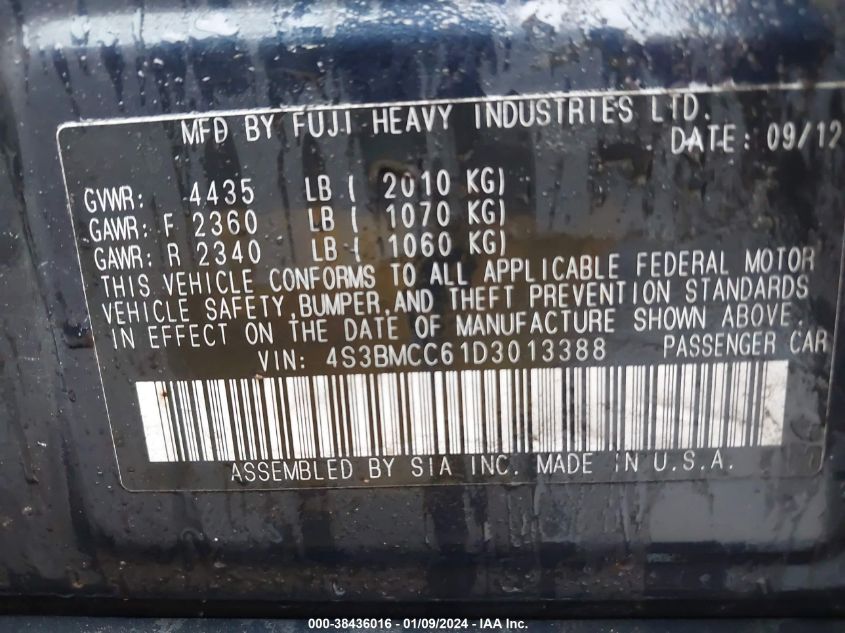 MFD BY FUJI HEAVY INDUSTRIES LTD.
DATE: 09/12
GVWR: 4435 LB ( 2010 KG)
GAWR: F 2360 LB ( 1070 KG)
GAWR: R 2340 LB ( 1060 KG)
THIS VEHICLE CONFORMS TO ALL APPLICABLE FEDERAL MOTOR
VEHICLE SAFETY,BUMPER,AND THEFT PREVENTION STANDARDS
IN EFFECT ON THE DATE OF MANUFACTURE SHOWN ABOVE.
VIN: 4S3BMCC61D3013388 PASSENGER CAR
ASSEMBLED BY SIA INC. MADE IN U.S.A.
000-38436016 - 01/09/2024 - IAA Inc.